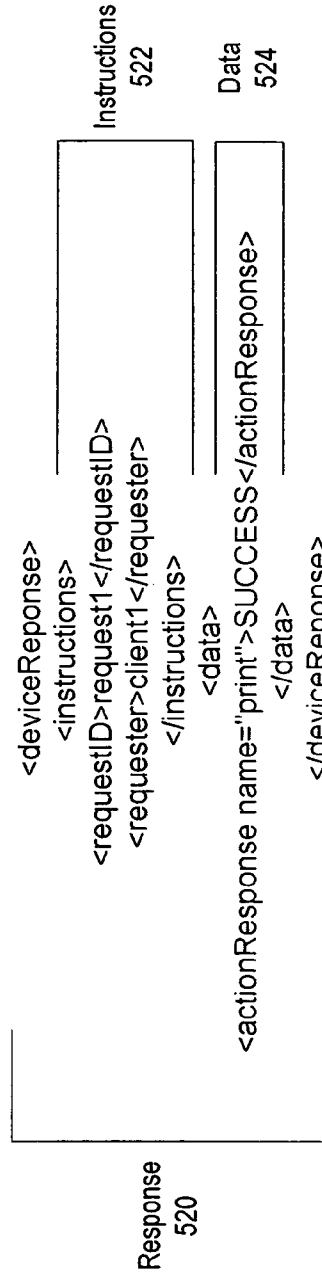 <deviceReponse>
<instructions>
<requestID>request1</requestID>
<requester>client1</requester>
</instructions>
<data>
<actionResponse name="print">SUCCESS</actionResponse>
</data>
</deviceReponse>
Response
520
Instructions
522
Data
524